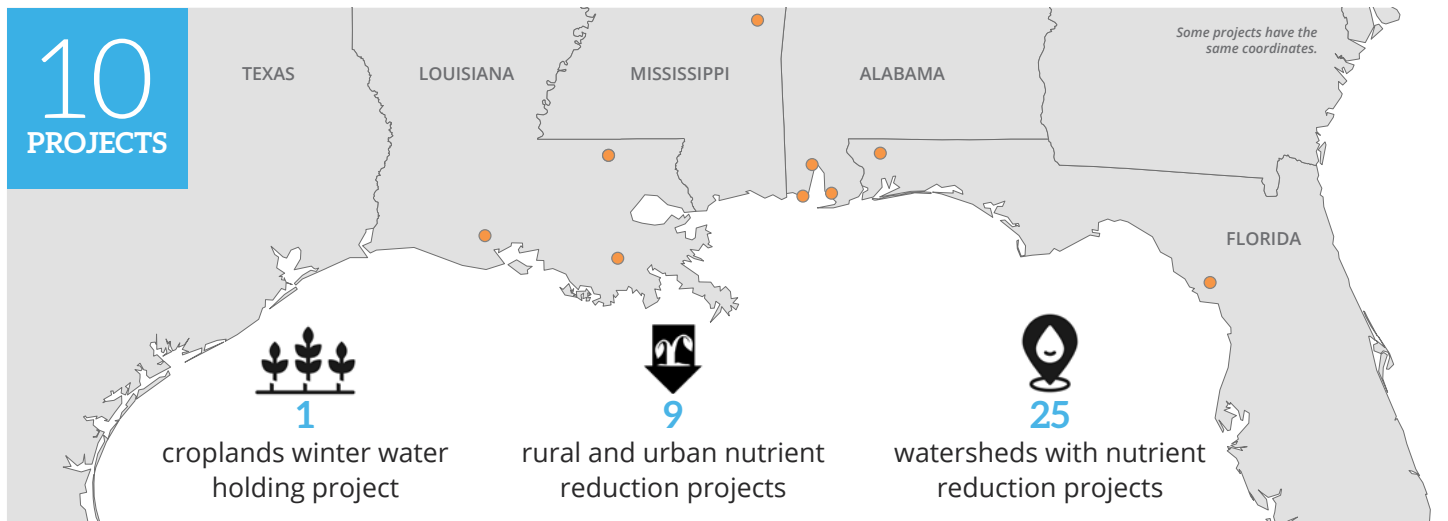 10
PROJECTS
TEXAS
LOUISIANA
MISSISSIPPI
ALABAMA
Some projects have the
same coordinates.
FLORIDA
1
croplands winter water
holding project
9
rural and urban nutrient
reduction projects
25
watersheds with nutrient
reduction projects